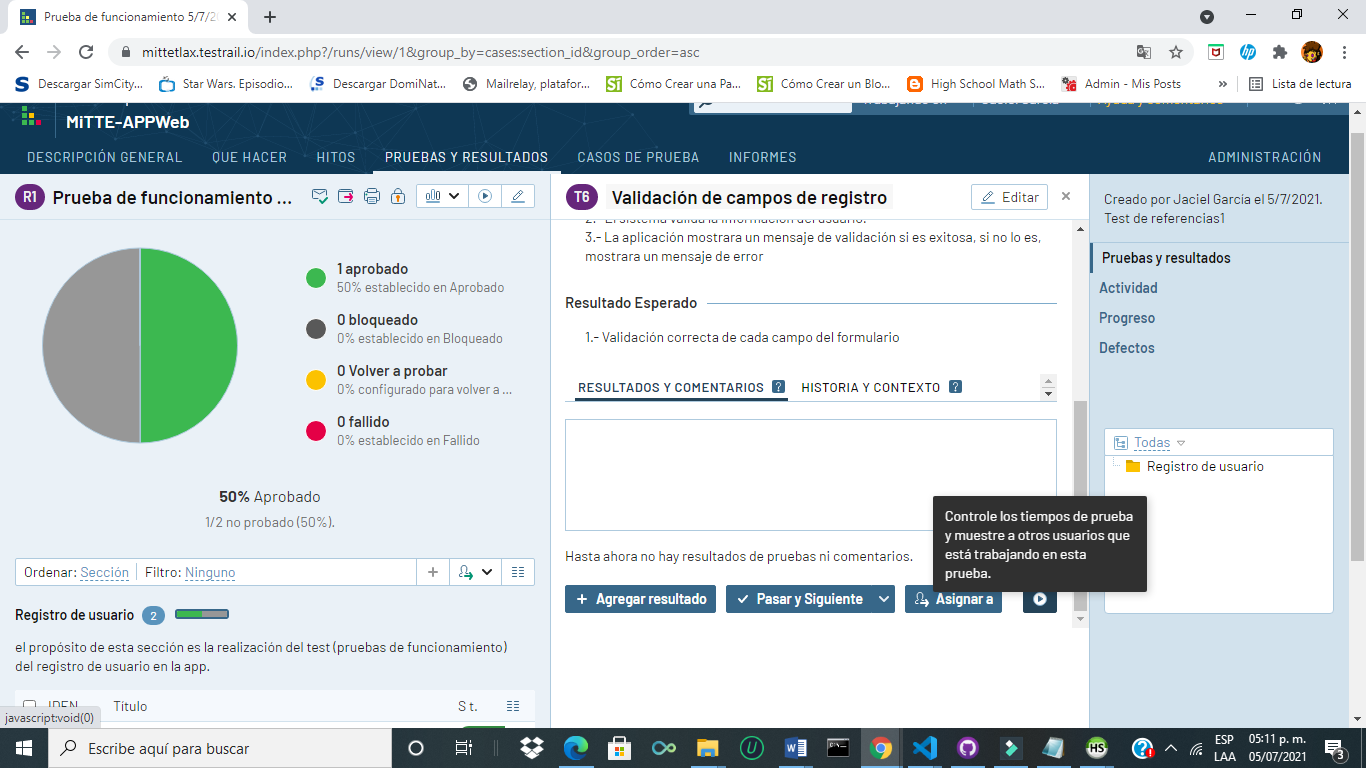 Prueba de funcionamiento 5/7/2
mittetlax.testrail.io/index.php?/runs/view/1&group_by=cases:section_id&group_order=asc
Descargar SimCity... Star Wars. Episodio... Descargar DomiNat... Mailrelay, platafor... Cómo Crear una Pa... Cómo Crear un Blo... High School Math S... Admin - Mis Posts » Lista de lectura
MiTTE-APPWeb
DESCRIPCIÓN GENERAL QUE HACER HITOS PRUEBAS Y RESULTADOS CASOS DE PRUEBA INFORMES ADMINISTRACIÓN
R1 Prueba de funcionamiento ...
1 aprobado
50% establecido en Aprobado
0 bloqueado
0% establecido en Bloqueado
0 Volver a probar
0% configurado para volver a ...
0 fallido
0% establecido en Fallido
50% Aprobado
1/2 no probado (50%).
Ordenar: Sección Filtro: Ninguno
Registro de usuario 2
el propósito de esta sección es la realización del test (pruebas de funcionamiento)
del registro de usuario en la app.
IDEN Título S t.
javascript:void(0)
T6 Validación de campos de registro Editar
2.- El sistema valida la información del usuario.
3.- La aplicación mostrara un mensaje de validación si es exitosa, si no lo es,
mostrara un mensaje de error
Resultado Esperado
1.- Validación correcta de cada campo del formulario
RESULTADOS Y COMENTARIOS ? HISTORIA Y CONTEXTO ?
Controle los tiempos de prueba
y muestre a otros usuarios que
está trabajando en esta
prueba.
Hasta ahora no hay resultados de pruebas ni comentarios.
+ Agregar resultado Pasar y Siguiente Asignar a
Creado por Jaciel García el 5/7/2021.
Test de referencias1
Pruebas y resultados
Actividad
Progreso
Defectos
Todas
Registro de usuario
Escribe aquí para buscar
ESP
LAA
05:11 p. m.
05/07/2021
3